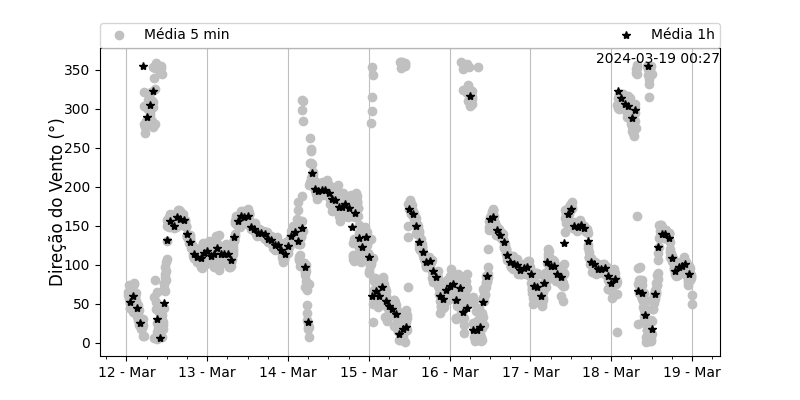 Média 5 min
Média 1h
2024-03-19 00:27
Direção do Vento (°)
350
300
250
200
150
100
50
0
12 - Mar
13 - Mar
14 - Mar
15 - Mar
16 - Mar
17 - Mar
18 - Mar
19 - Mar